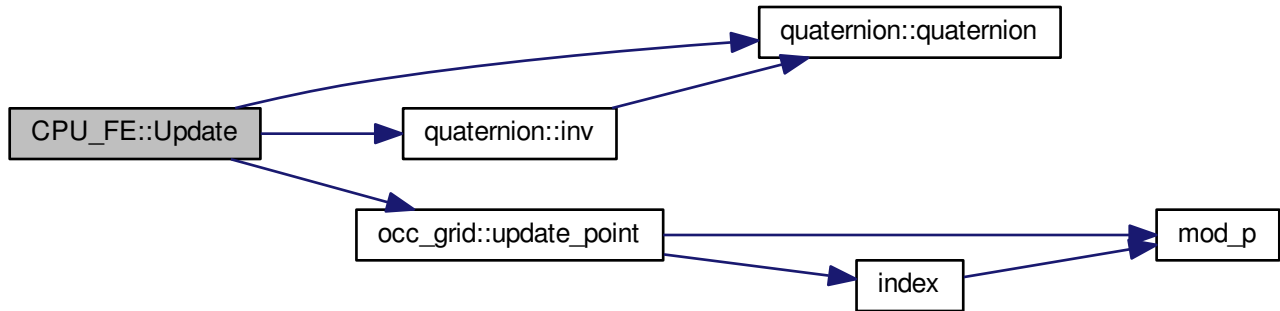 quaternion::quaternion
CPU_FE::Update
quaternion::inv
occ_grid::update_point
mod_p
index